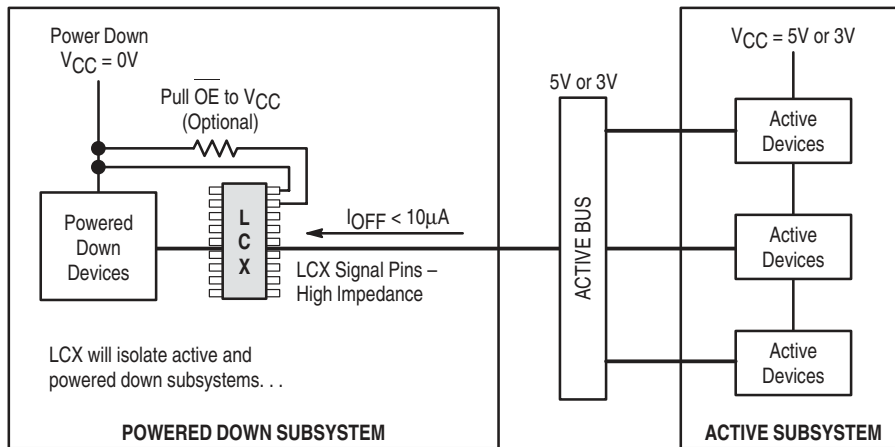 Power Down
VCC = 0V
Pull OE to VCC
(Optional)
Powered
Down
Devices
L
C
X
IOFF < 10μA
LCX Signal Pins –
High Impedance
LCX will isolate active and
powered down subsystems. . .
POWERED DOWN SUBSYSTEM
5V or 3V
ACTIVE BUS
VCC = 5V or 3V
Active
Devices
Active
Devices
Active
Devices
ACTIVE SUBSYSTEM